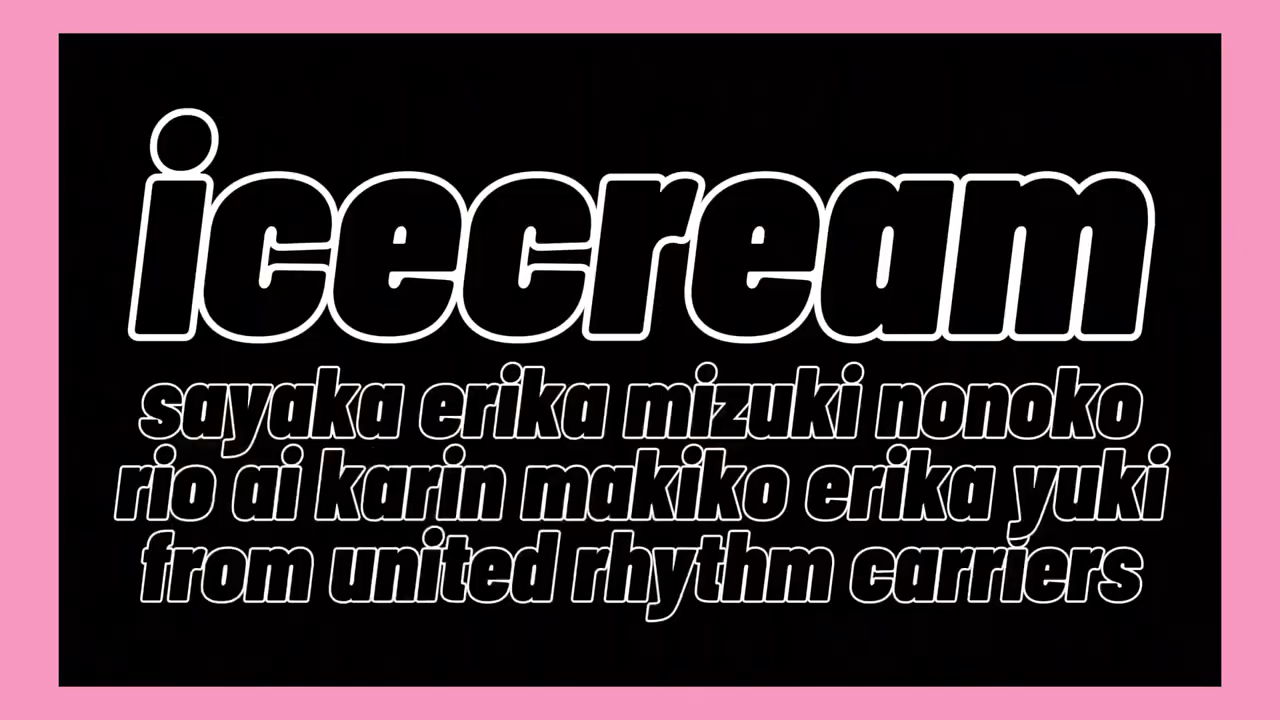 icecream
sayaka erika mizuki nonoko
rio ai karin makiko erika yuki
from united rhythm carriers